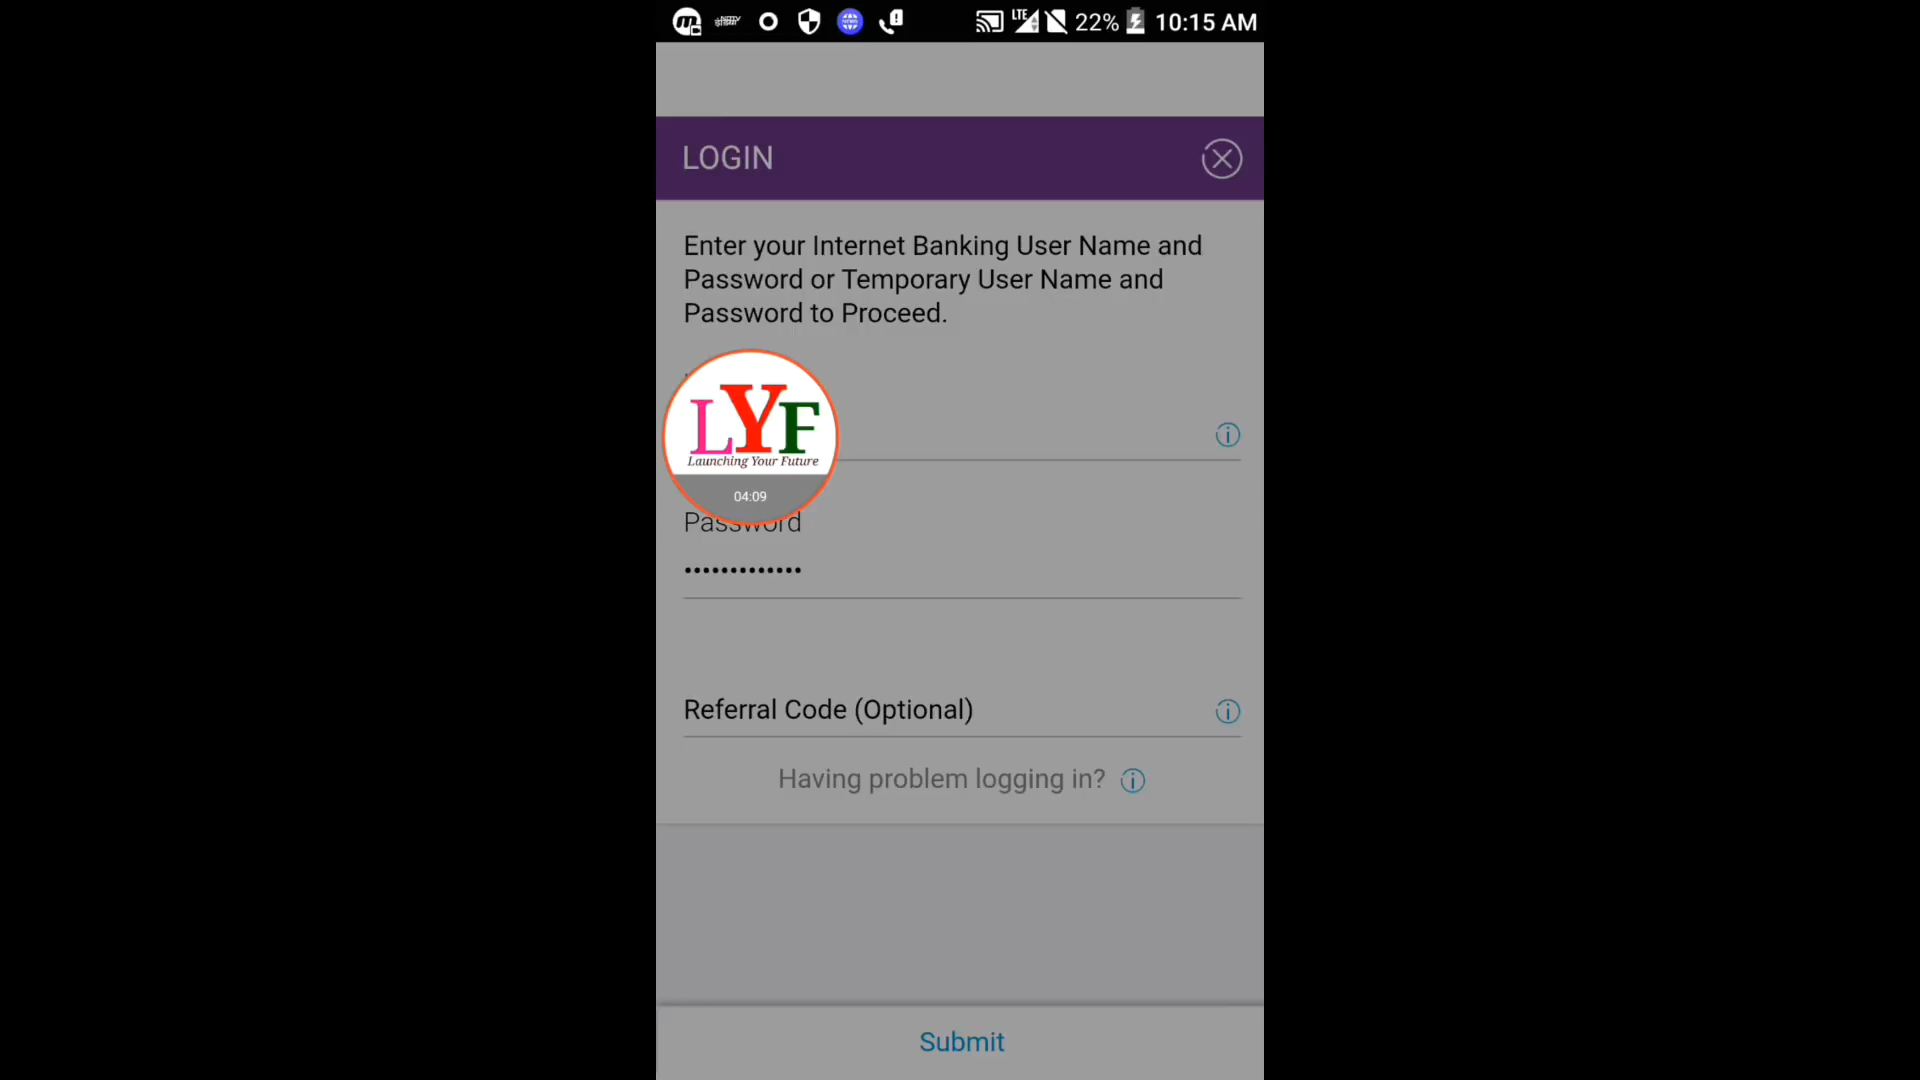 LTE 22% 10:15 AM
LOGIN
Enter your Internet Banking User Name and
Password or Temporary User Name and
Password to Proceed.
LYF
Launching Your Future
04:09
Password
•••••••••••••
Referral Code (Optional)
Having problem logging in?
Submit